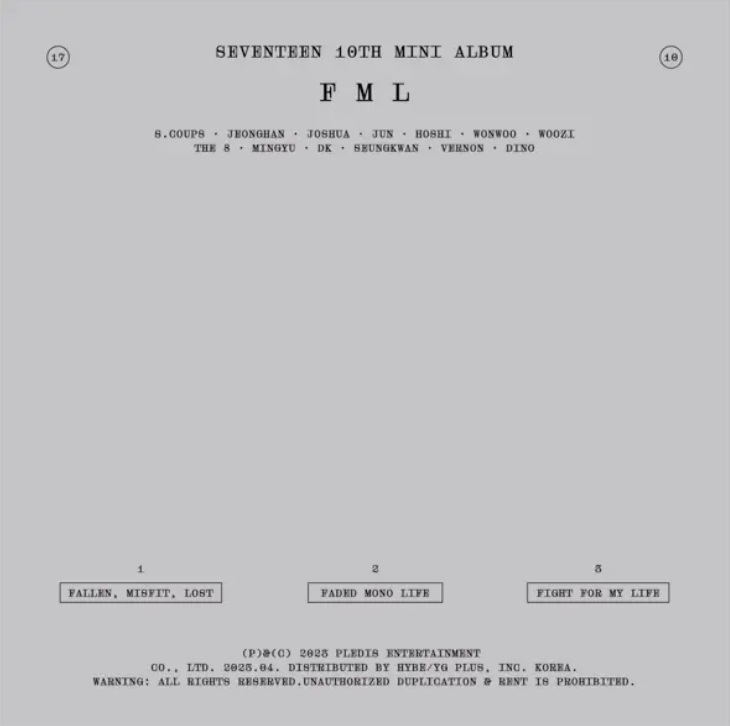 17
SEVENTEEN 10TH MINI ALBUM
10
F M L
S.COUPS · JEONGHAN · JOSHUA · JUN · HOSHI · WONWOO · WOOZI
THE 8 · MINGYU · DK · SEUNGKWAN · VERNON · DINO
1
2
3
FALLEN, MISFIT, LOST
FADED MONO LIFE
FIGHT FOR MY LIFE
(P)&(C) 2023 PLEDIS ENTERTAINMENT
CO., LTD. 2023.04. DISTRIBUTED BY HYBE/YG PLUS, INC. KOREA.
WARNING: ALL RIGHTS RESERVED.UNAUTHORIZED DUPLICATION & RENT IS PROHIBITED.